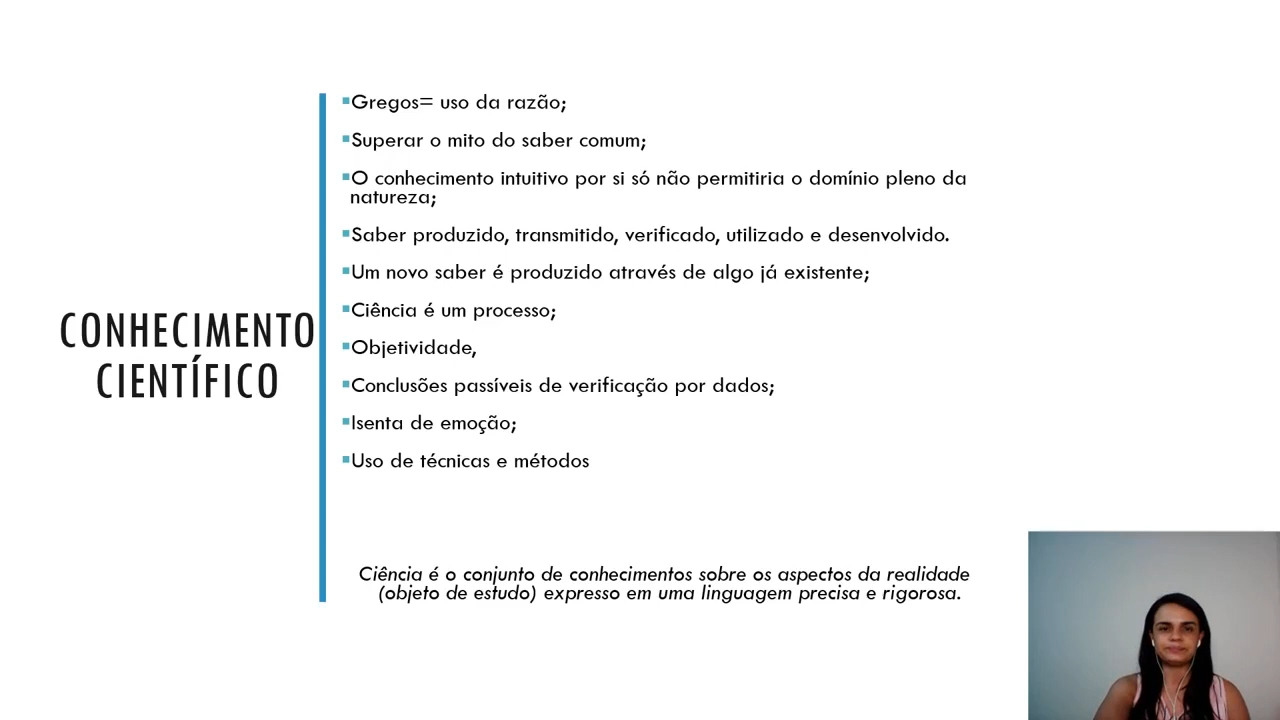 CONHECIMENTO
CIENTÍFICO
Gregos= uso da razão;
Superar o mito do saber comum;
O conhecimento intuitivo por si só não permitiria o domínio pleno da
natureza;
Saber produzido, transmitido, verificado, utilizado e desenvolvido.
Um novo saber é produzido através de algo já existente;
Ciência é um processo;
Objetividade,
Conclusões passíveis de verificação por dados;
Isenta de emoção;
Uso de técnicas e métodos
Ciência é o conjunto de conhecimentos sobre os aspectos da realidade
(objeto de estudo) expresso em uma linguagem precisa e rigorosa.